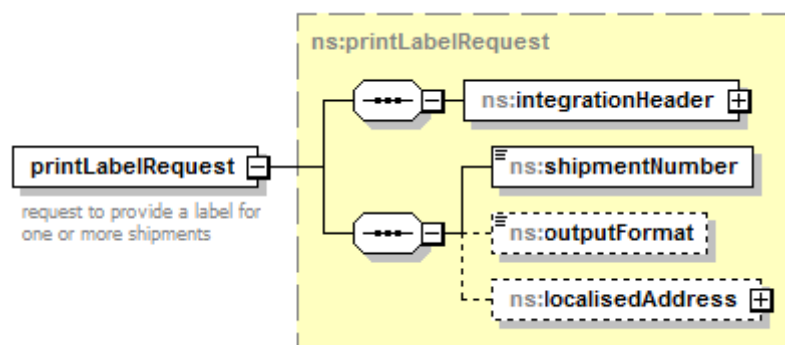 ns:printLabelRequest
ns:integrationHeader
printLabelRequest
request to provide a label for
one or more shipments
ns:shipmentNumber
ns:outputFormat
ns:localisedAddress